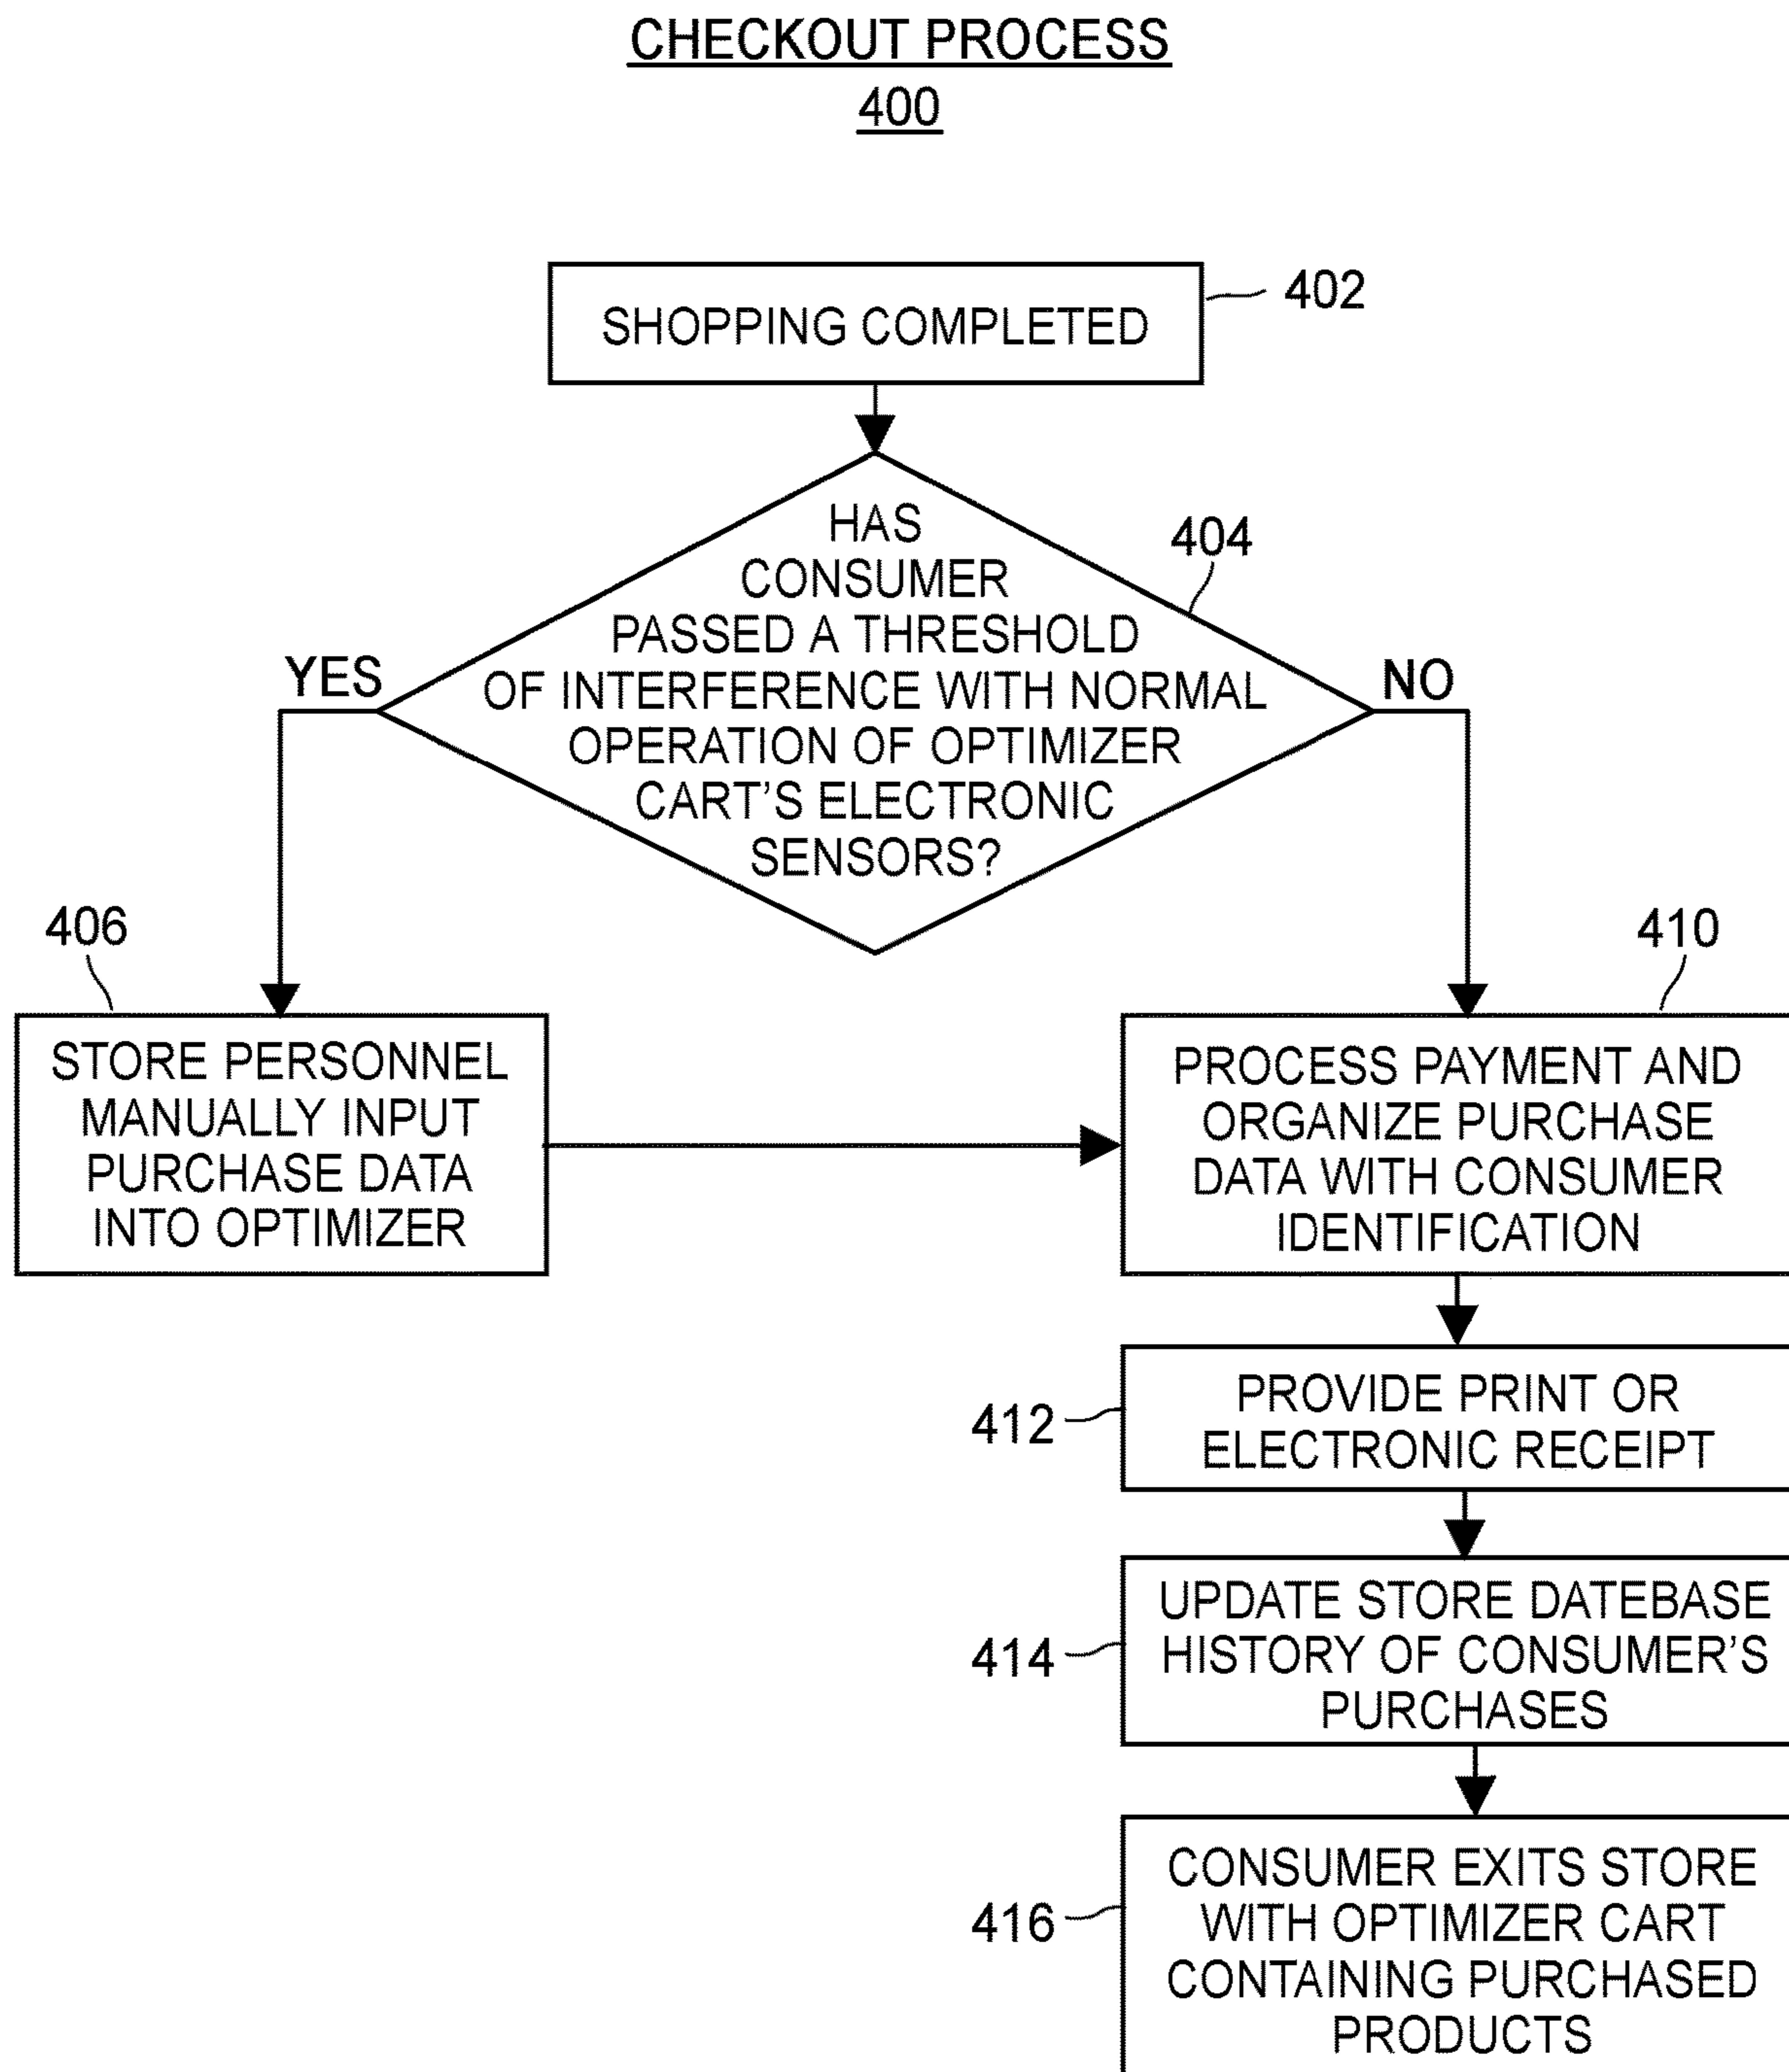 CHECKOUT PROCESS
400
402
SHOPPING COMPLETED
404
HAS
CONSUMER
PASSED A THRESHOLD
OF INTERFERENCE WITH NORMAL
OPERATION OF OPTIMIZER
CART'S ELECTRONIC
SENSORS?
YES
NO
406
STORE PERSONNEL
MANUALLY INPUT
PURCHASE DATA
INTO OPTIMIZER
410
PROCESS PAYMENT AND
ORGANIZE PURCHASE
DATA WITH CONSUMER
IDENTIFICATION
412
PROVIDE PRINT OR
ELECTRONIC RECEIPT
414
UPDATE STORE DATEBASE
HISTORY OF CONSUMER'S
PURCHASES
416
CONSUMER EXITS STORE
WITH OPTIMIZER CART
CONTAINING PURCHASED
PRODUCTS